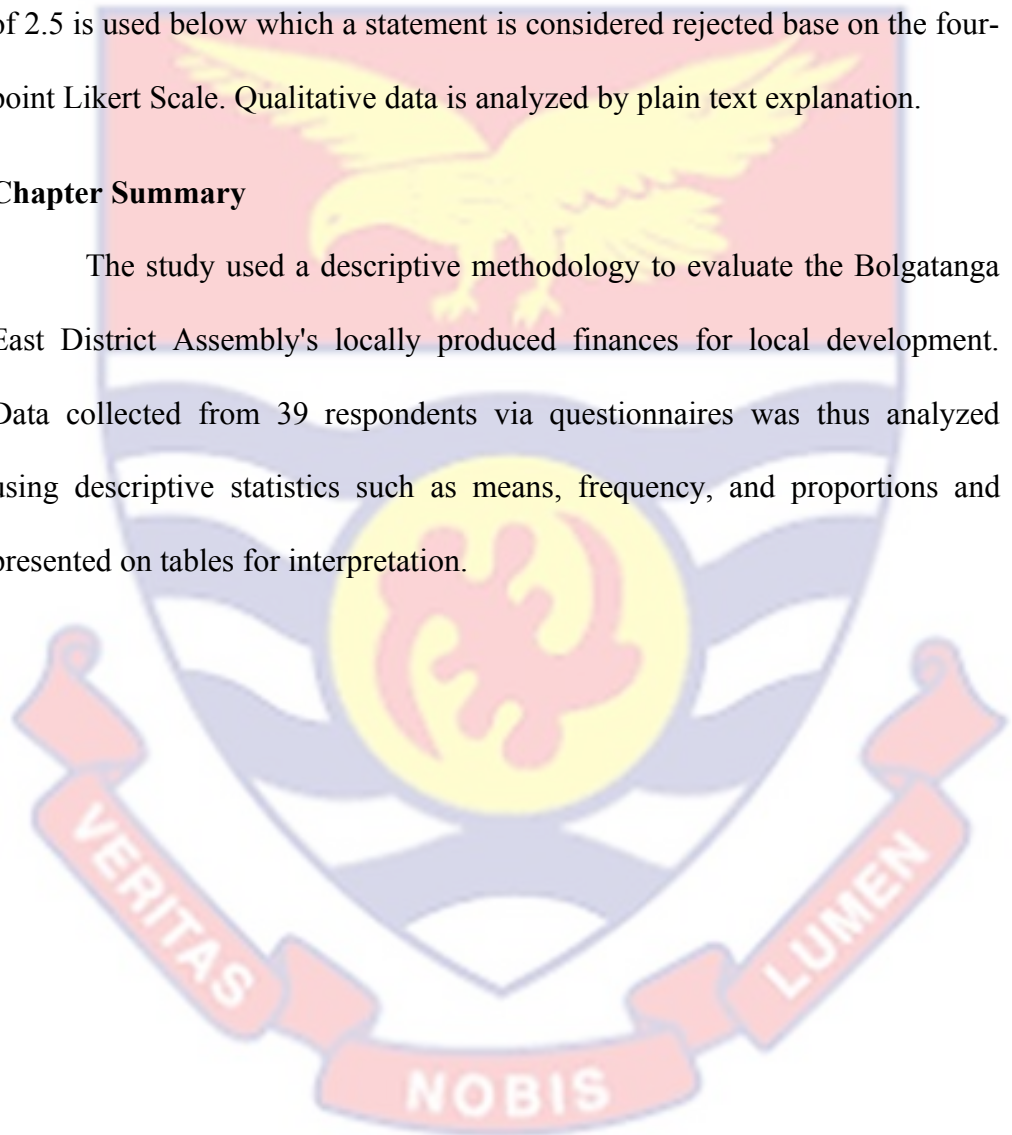 of 2.5 is used below which a statement is considered rejected base on the four-
point Likert Scale. Qualitative data is analyzed by plain text explanation.
Chapter Summary
The study used a descriptive methodology to evaluate the Bolgatanga
East District Assembly's locally produced finances for local development.
Data collected from 39 respondents via questionnaires was thus analyzed
using descriptive statistics such as means, frequency, and proportions and
presented on tables for interpretation.
VERITAS
NOBIS
LUMEN